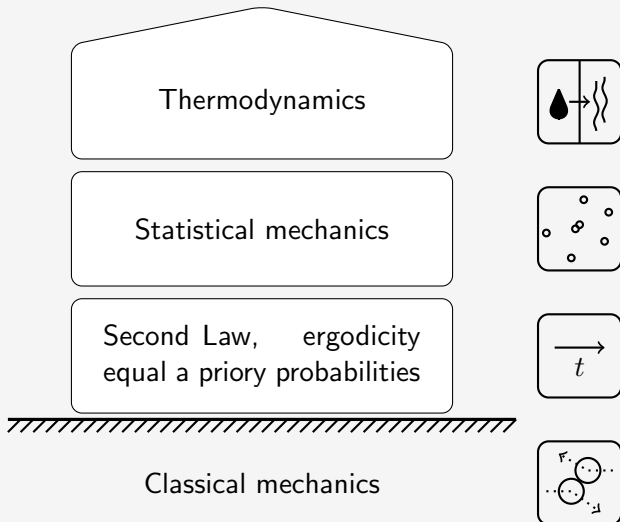 Thermodynamics
Statistical mechanics
Second Law, ergodicity
equal a priory probabilities
t
Classical mechanics